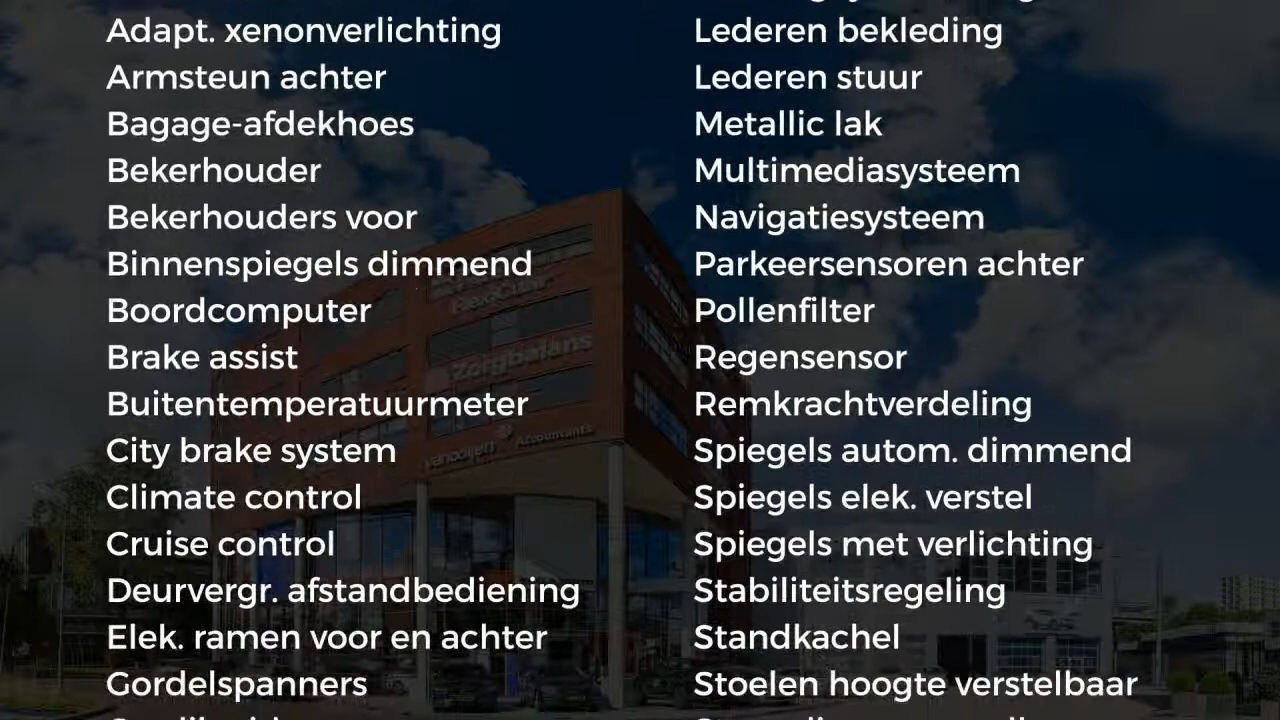 Adapt. xenonverlichting
Armsteun achter
Bagage-afdekhoes
Bekerhouder
Bekerhouders voor
Binnenspiegels dimmend
Boordcomputer
Brake assist
Buitentemperatuurmeter
City brake system
Climate control
Cruise control
Deurvergr. afstandbediening
Elek. ramen voor en achter
Gordelspanners
Lederen bekleding
Lederen stuur
Metallic lak
Multimediasysteem
Navigatiesysteem
Parkeersensoren achter
Pollenfilter
Regensensor
Remkrachtverdeling
Spiegels autom. dimmend
Spiegels elek. verstel
Spiegels met verlichting
Stabiliteitsregeling
Standkachel
Stoelen hoogte verstelbaar
Zorgbalans
Accountants